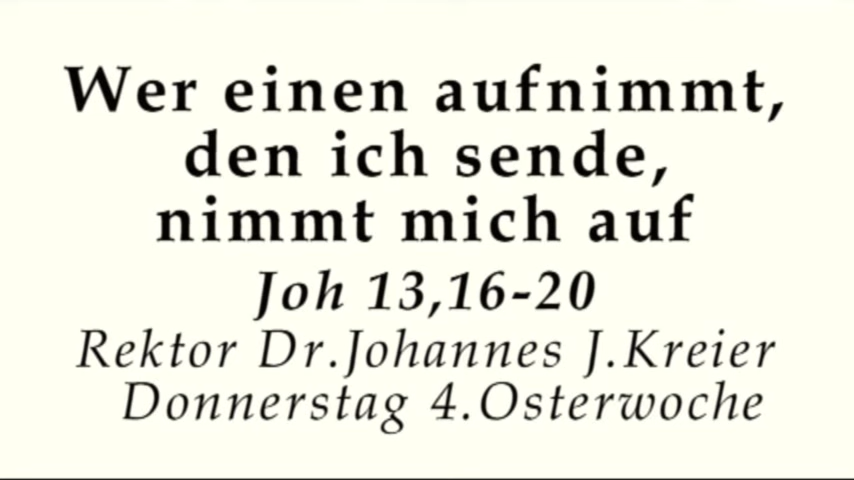 Wer einen aufnimmt,
den ich sende,
nimmt mich auf
Joh 13,16-20
Rektor Dr.Johannes J.Kreier
Donnerstag 4.Osterwoche